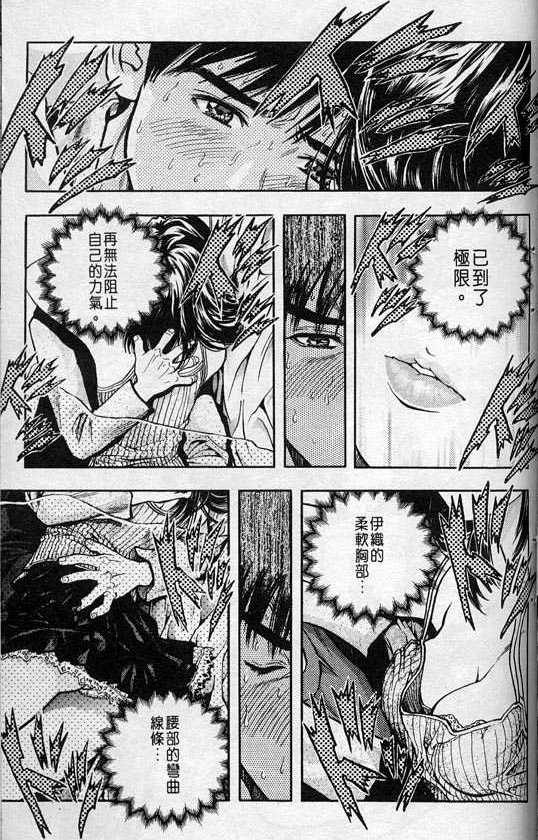 已到了
極限。
再無法阻止
自己的力氣。
伊織的
柔軟胸部…
腰部的彎曲
線條…